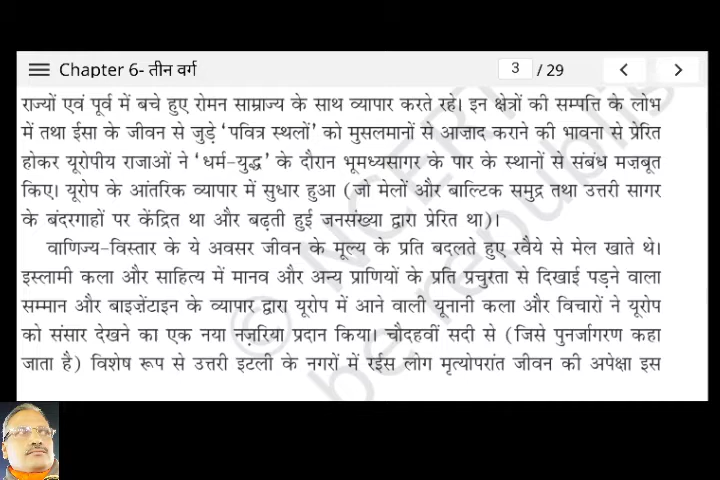 Chapter 6- तीन वर्ग
3 / 29
राज्यों एवं पूर्व में बचे हुए रोमन साम्राज्य के साथ व्यापार करते रहे। इन क्षेत्रों की सम्पत्ति के लोभ
में तथा ईसा के जीवन से जुड़े ‘पवित्र स्थलों’ को मुसलमानों से आजाद कराने की भावना से प्रेरित
होकर यूरोपीय राजाओं ने ‘धर्म-युद्ध’ के दौरान भूमध्यसागर के पार के स्थानों से संबंध मज़बूत
किए। यूरोप के आंतरिक व्यापार में सुधार हुआ (जो मेलों और बाल्टिक समुद्र तथा उत्तरी सागर
के बंदरगाहों पर केंद्रित था और बढ़ती हुई जनसंख्या द्वारा प्रेरित था)।
वाणिज्य-विस्तार के ये अवसर जीवन के मूल्य के प्रति बदलते हुए रवैये से मेल खाते थे।
इस्लामी कला और साहित्य में मानव और अन्य प्राणियों के प्रति प्रचुरता से दिखाई पड़ने वाला
सम्मान और बाइज़ेंटाइन के व्यापार द्वारा यूरोप में आने वाली यूनानी कला और विचारों ने यूरोप
को संसार देखने का एक नया नज़रिया प्रदान किया। चौदहवीं सदी से (जिसे पुनर्जागरण कहा
जाता है) विशेष रूप से उत्तरी इटली के नगरों में रईस लोग मृत्योपरांत जीवन की अपेक्षा इस
© NCERT
be republis